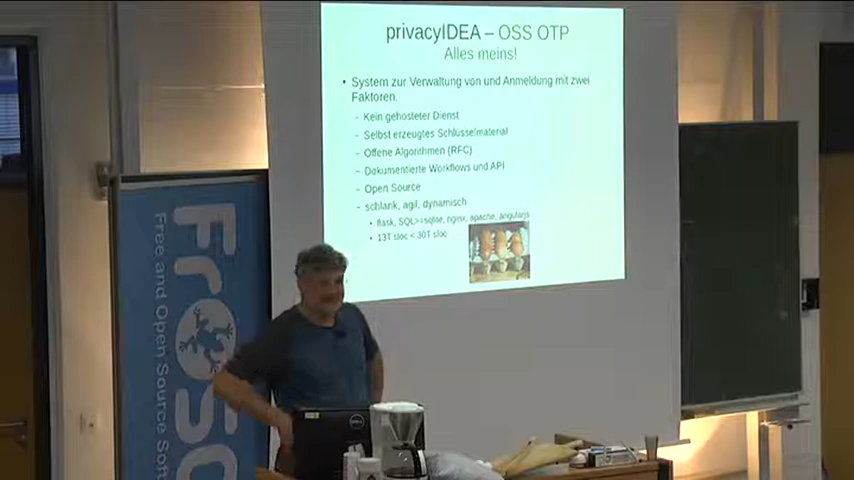 privacyIDEA – OSS OTP
Alles meins!
• System zur Verwaltung von und Anmeldung mit zwei
Faktoren.
– Kein gehosteter Dienst
– Selbst erzeugtes Schlüsselmaterial
– Offene Algorithmen (RFC)
– Dokumentierte Workflows und API
– Open Source
– schlank, agil, dynamisch
• flask, SQL>=sqlite, nginx, apache, angularjs
• 13T sloc < 30T sloc
FrOSC
Free and Open Source Softw
DELL